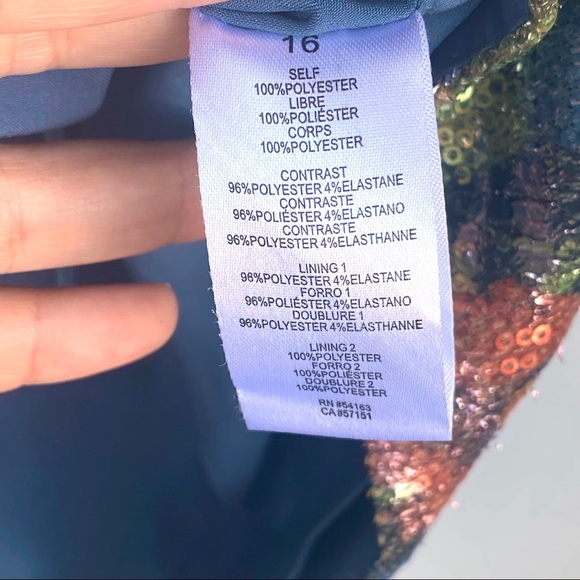 16
SELF
100%POLYESTER
LIBRE
100%POLIÉSTER
CORPS
100%POLYESTER
CONTRAST
96%POLYESTER 4%ELASTANE
CONTRASTE
96%POLIÉSTER 4%ELASTANO
CONTRASTE
96%POLYESTER 4%ELASTHANNE
LINING 1
96%POLYESTER 4%ELASTANE
FORRO 1
96%POLIÉSTER 4%ELASTANO
DOUBLURE 1
96%POLYESTER 4%ELASTHANNE
LINING 2
100%POLYESTER
FORRO 2
100%POLIÉSTER
DOUBLURE 2
100%POLYESTER
RN #54163
CA#57151